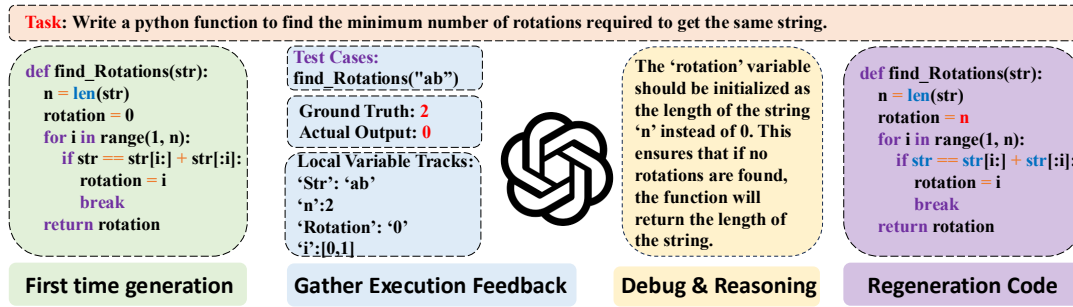 Task: Write a python function to find the minimum number of rotations required to get the same string.
def find_Rotations(str):
n = len(str)
rotation = 0
for i in range(1, n):
if str == str[i:] + str[:i]:
rotation = i
break
return rotation
First time generation
Test Cases:
find_Rotations("ab”)
Ground Truth: 2
Actual Output: 0
Local Variable Tracks:
‘Str’: ‘ab’
‘n’:2
‘Rotation’: ‘0’
‘i’:[0,1]
Gather Execution Feedback
The ‘rotation’ variable
should be initialized as
the length of the string
‘n’ instead of 0. This
ensures that if no
rotations are found,
the function will
return the length of
the string.
Debug & Reasoning
def find_Rotations(str):
n = len(str)
rotation = n
for i in range(1, n):
if str == str[i:] + str[:i]:
rotation = i
break
return rotation
Regeneration Code